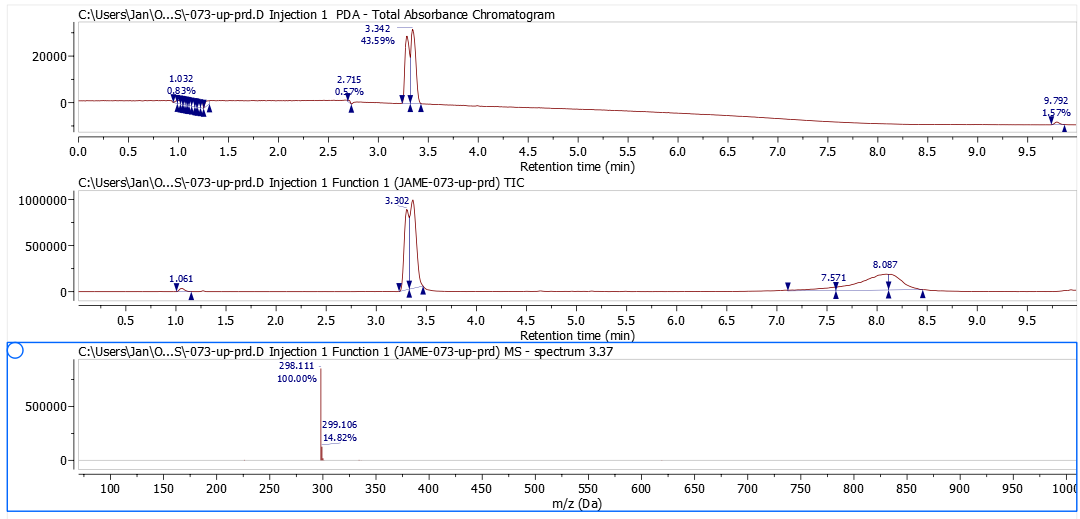 C:\Users\Jan\O...S\-073-up-prd.D Injection 1  PDA - Total Absorbance Chromatogram
3.342
43.59%
20000
1.032
0.83%
2.715
0.57%
9.792
1.57%
0
0.0 0.5 1.0 1.5 2.0 2.5 3.0 3.5 4.0 4.5 5.0 5.5 6.0 6.5 7.0 7.5 8.0 8.5 9.0 9.5
Retention time (min)
C:\Users\Jan\O...S\-073-up-prd.D Injection 1 Function 1 (JAME-073-up-prd) TIC
1000000
3.302
500000
1.061
7.571
8.087
0
0.5 1.0 1.5 2.0 2.5 3.0 3.5 4.0 4.5 5.0 5.5 6.0 6.5 7.0 7.5 8.0 8.5 9.0 9.5
Retention time (min)
C:\Users\Jan\O...S\-073-up-prd.D Injection 1 Function 1 (JAME-073-up-prd) MS - spectrum 3.37
298.111
100.00%
500000
299.106
14.82%
0
100 150 200 250 300 350 400 450 500 550 600 650 700 750 800 850 900 950 1000
m/z (Da)